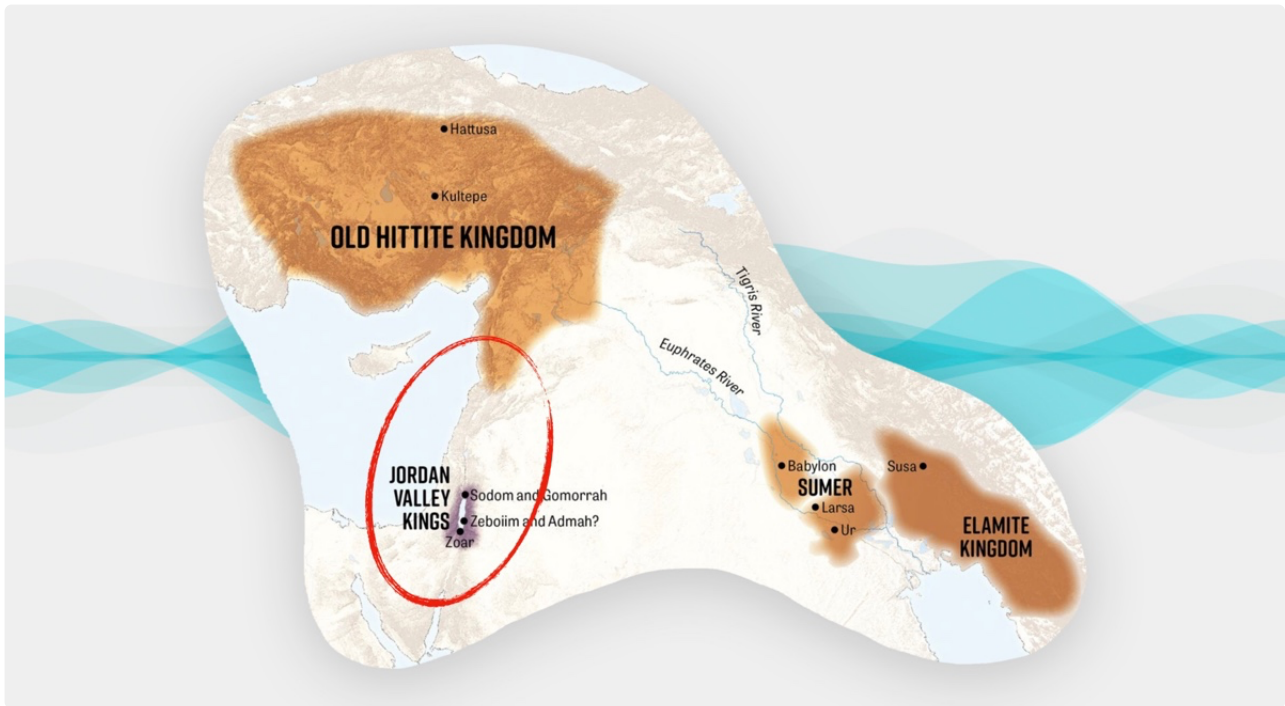 Hattusa
Kultepe
OLD HITTITE KINGDOM
Tigris River
Euphrates River
JORDAN
VALLEY
KINGS
Sodom and Gomorrah
Zeboiim and Admah?
Zoar
Babylon
SUMER
Larsa
Ur
Susa
ELAMITE
KINGDOM